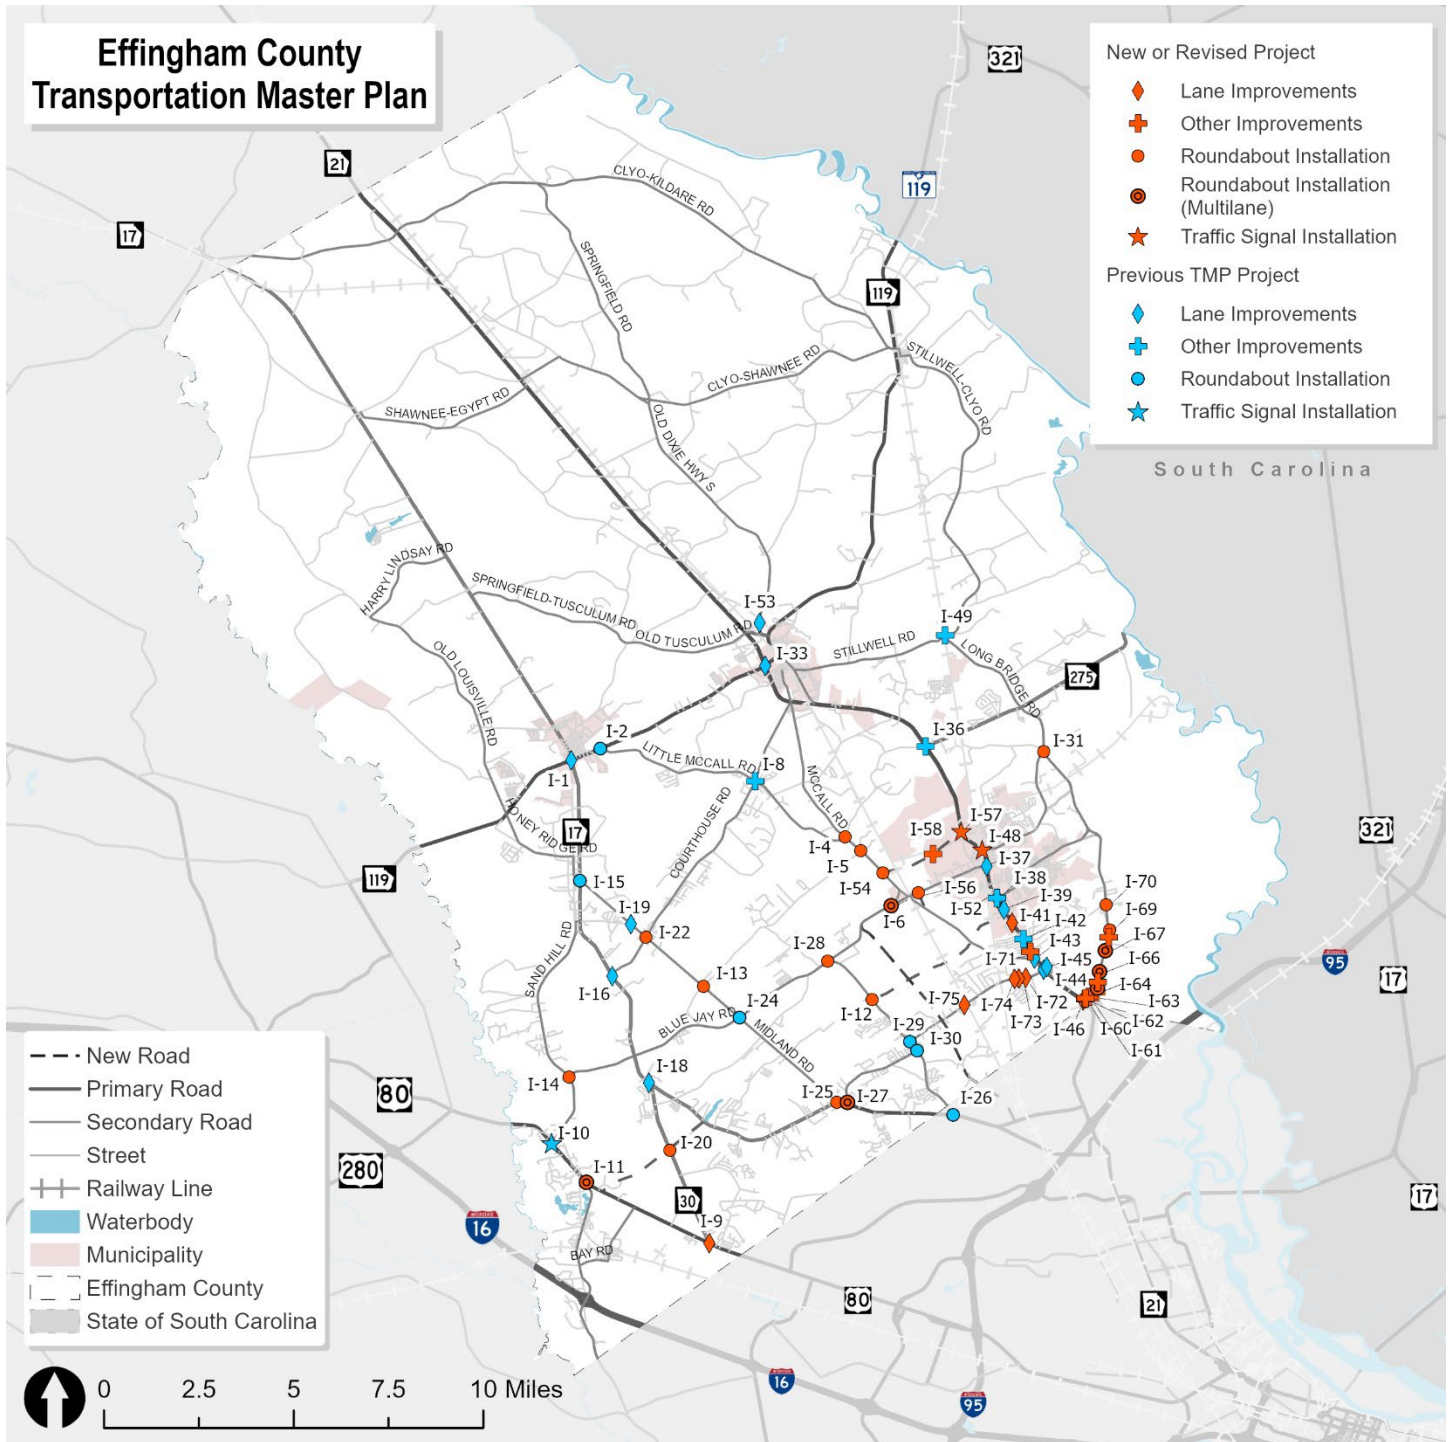 Effingham County
Transportation Master Plan
New or Revised Project
Lane Improvements
Other Improvements
Roundabout Installation
Roundabout Installation
(Multilane)
Traffic Signal Installation
Previous TMP Project
Lane Improvements
Other Improvements
Roundabout Installation
Traffic Signal Installation
321
21
17
119
119
CLYO-KILDARE RD
SPRINGFIELD RD
CLYO-SHAWNEE RD
STILLWELL-CLYO RD
SHAWNEE-EGYPT RD
OLD DIXIE HWY S
South Carolina
HARRY LINDSAY RD
SPRINGFIELD-TUSCULUM RD
OLD TUSCULUM RD
I-53
I-49
I-33
STILLWELL RD
LONG BRIDGE RD
275
OLD LOUISVILLE RD
I-2
I-36
I-31
LITTLE MCCALL RD
I-8
I-1
MCCALL RD
HONEY RIDGE RD
17
COURTHOUSE RD
I-57
I-58
I-48
I-4
I-37
321
I-5
119
I-15
I-54
I-56
I-38
I-39
I-70
I-19
I-6
I-52
I-41
I-69
I-22
I-42
I-67
SAND HILL RD
I-28
I-43
I-66
95
I-71
I-45
17
I-16
I-13
I-44
I-64
I-24
I-75
I-74
I-72
I-63
I-12
I-73
I-62
BLUE JAY RD
MIDLAND RD
I-29
I-30
I-46
I-60
I-61
I-18
I-14
80
I-25
I-27
I-26
I-10
I-20
280
I-11
30
17
16
I-9
BAY RD
80
21
16
95
New Road
Primary Road
Secondary Road
Street
Railway Line
Waterbody
Municipality
Effingham County
State of South Carolina
0
2.5
5
7.5
10 Miles